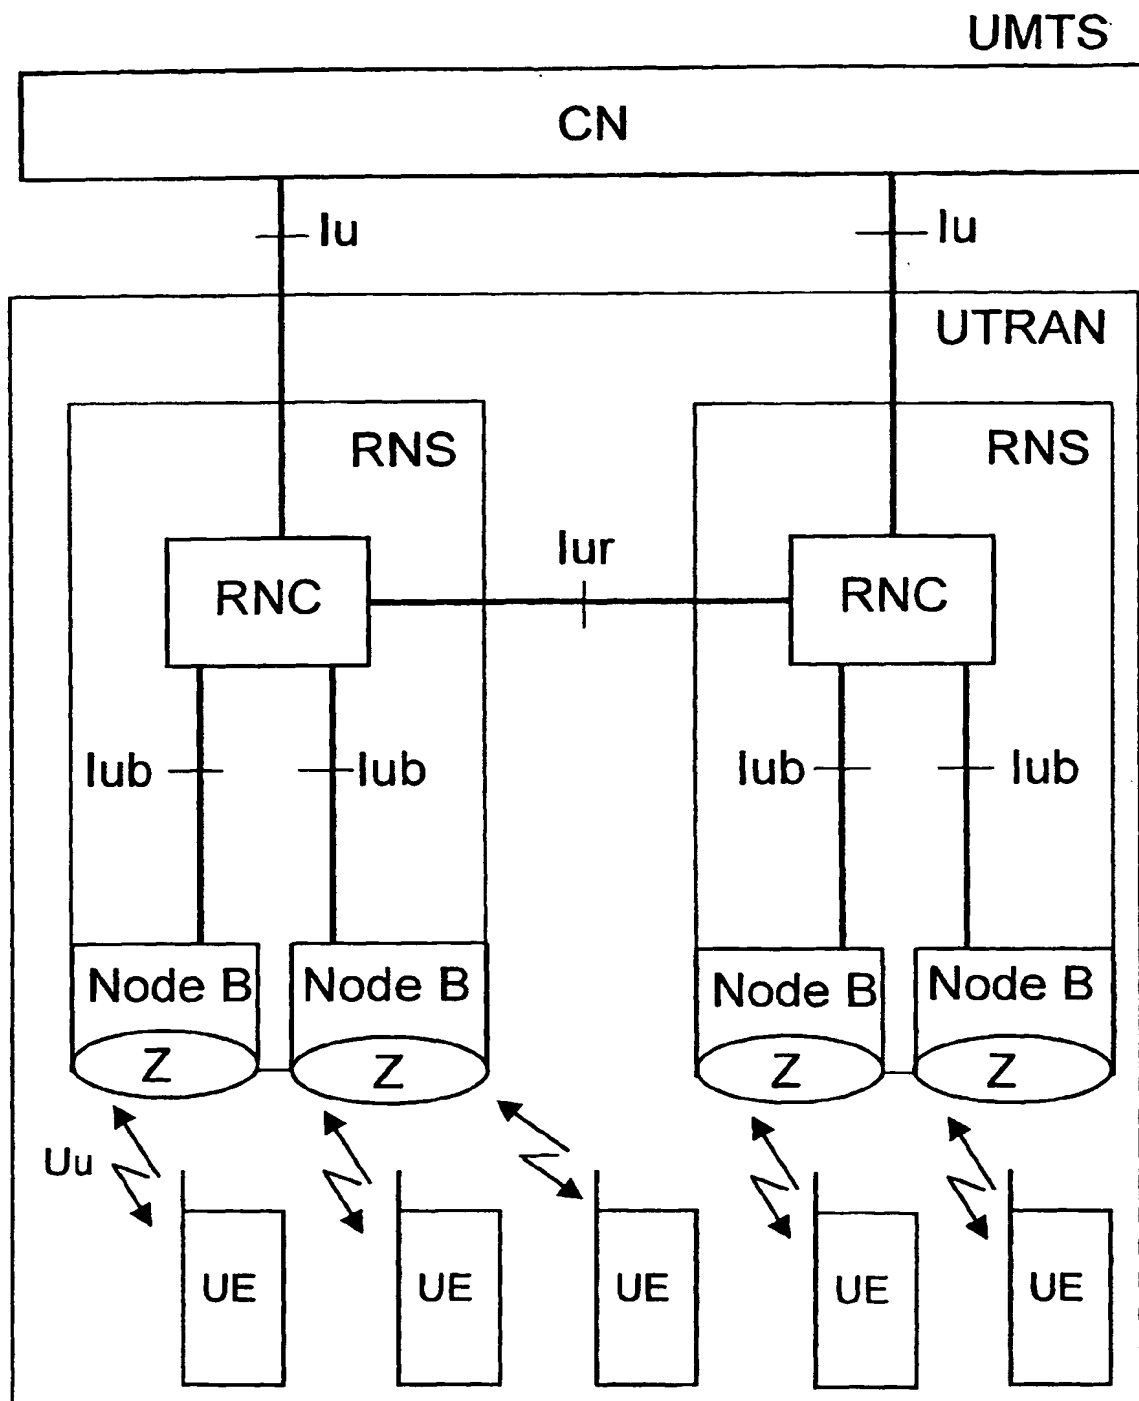 UMTS
CN
Iu
Iu
UTRAN
RNS
RNS
Iur
RNC
RNC
Iub
Iub
Iub
Iub
Node B
Node B
Node B
Node B
Z
Z
Z
Z
Uu
UE
UE
UE
UE
UE